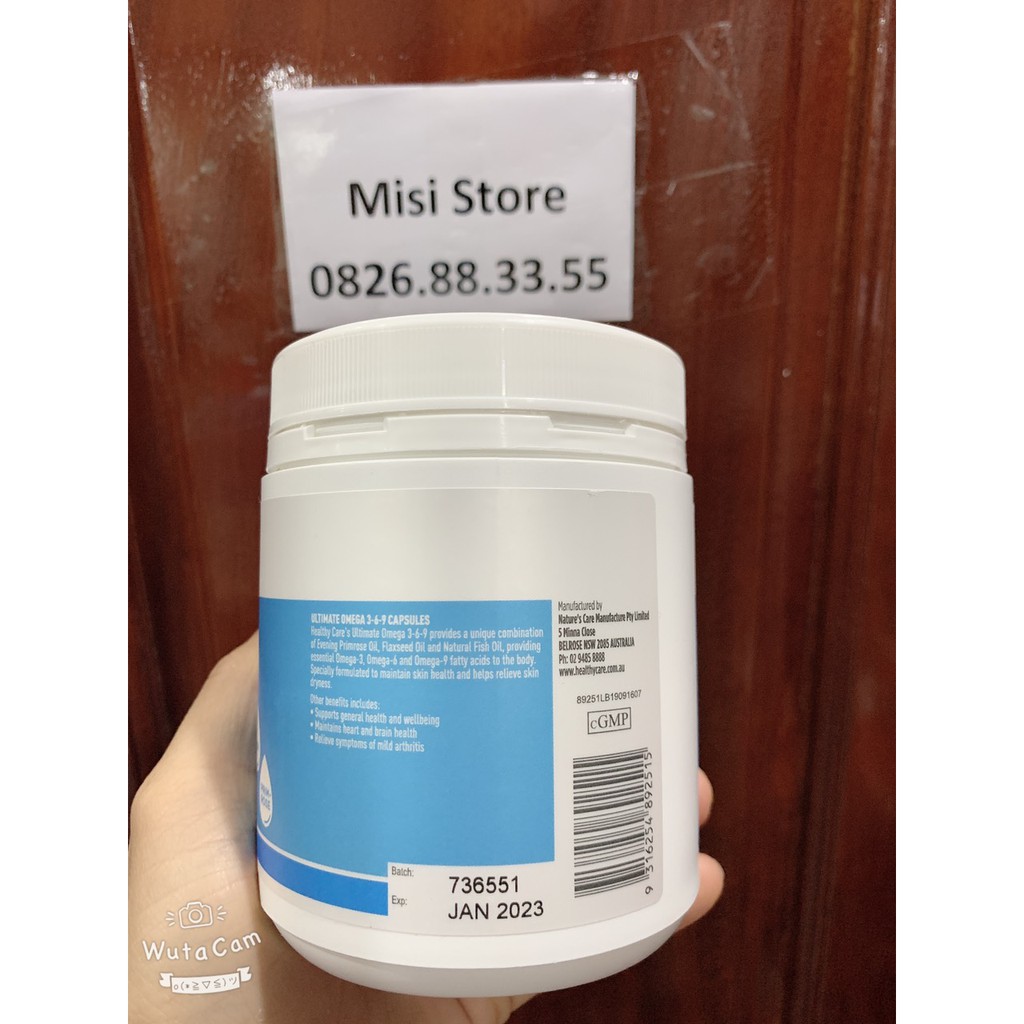 Misi Store
0826.88.33.55
ULTIMATE OMEGA 3-6-9 CAPSULES
Healthy Care's Ultimate Omega 3-6-9 provides a unique combination
of Evening Primrose Oil, Flaxseed Oil and Natural Fish Oil, providing
essential Omega-3, Omega-6 and Omega-9 fatty acids to the body.
Specially formulated to maintain skin health and helps relieve skin
dryness.
Other benefits includes:
• Supports general health and wellbeing
• Maintains heart and brain health
• Relieve symptoms of mild arthritis
Manufactured by
Nature's Care Manufacture Pty Limited
5 Minna Close
BELROSE NSW 2085 AUSTRALIA
Ph: 02 9485 8888
www.healthycare.com.au
89251LB19091607
cGMP
9 316254 892515
Batch: 736551
Exp: JAN 2023
WutaCam